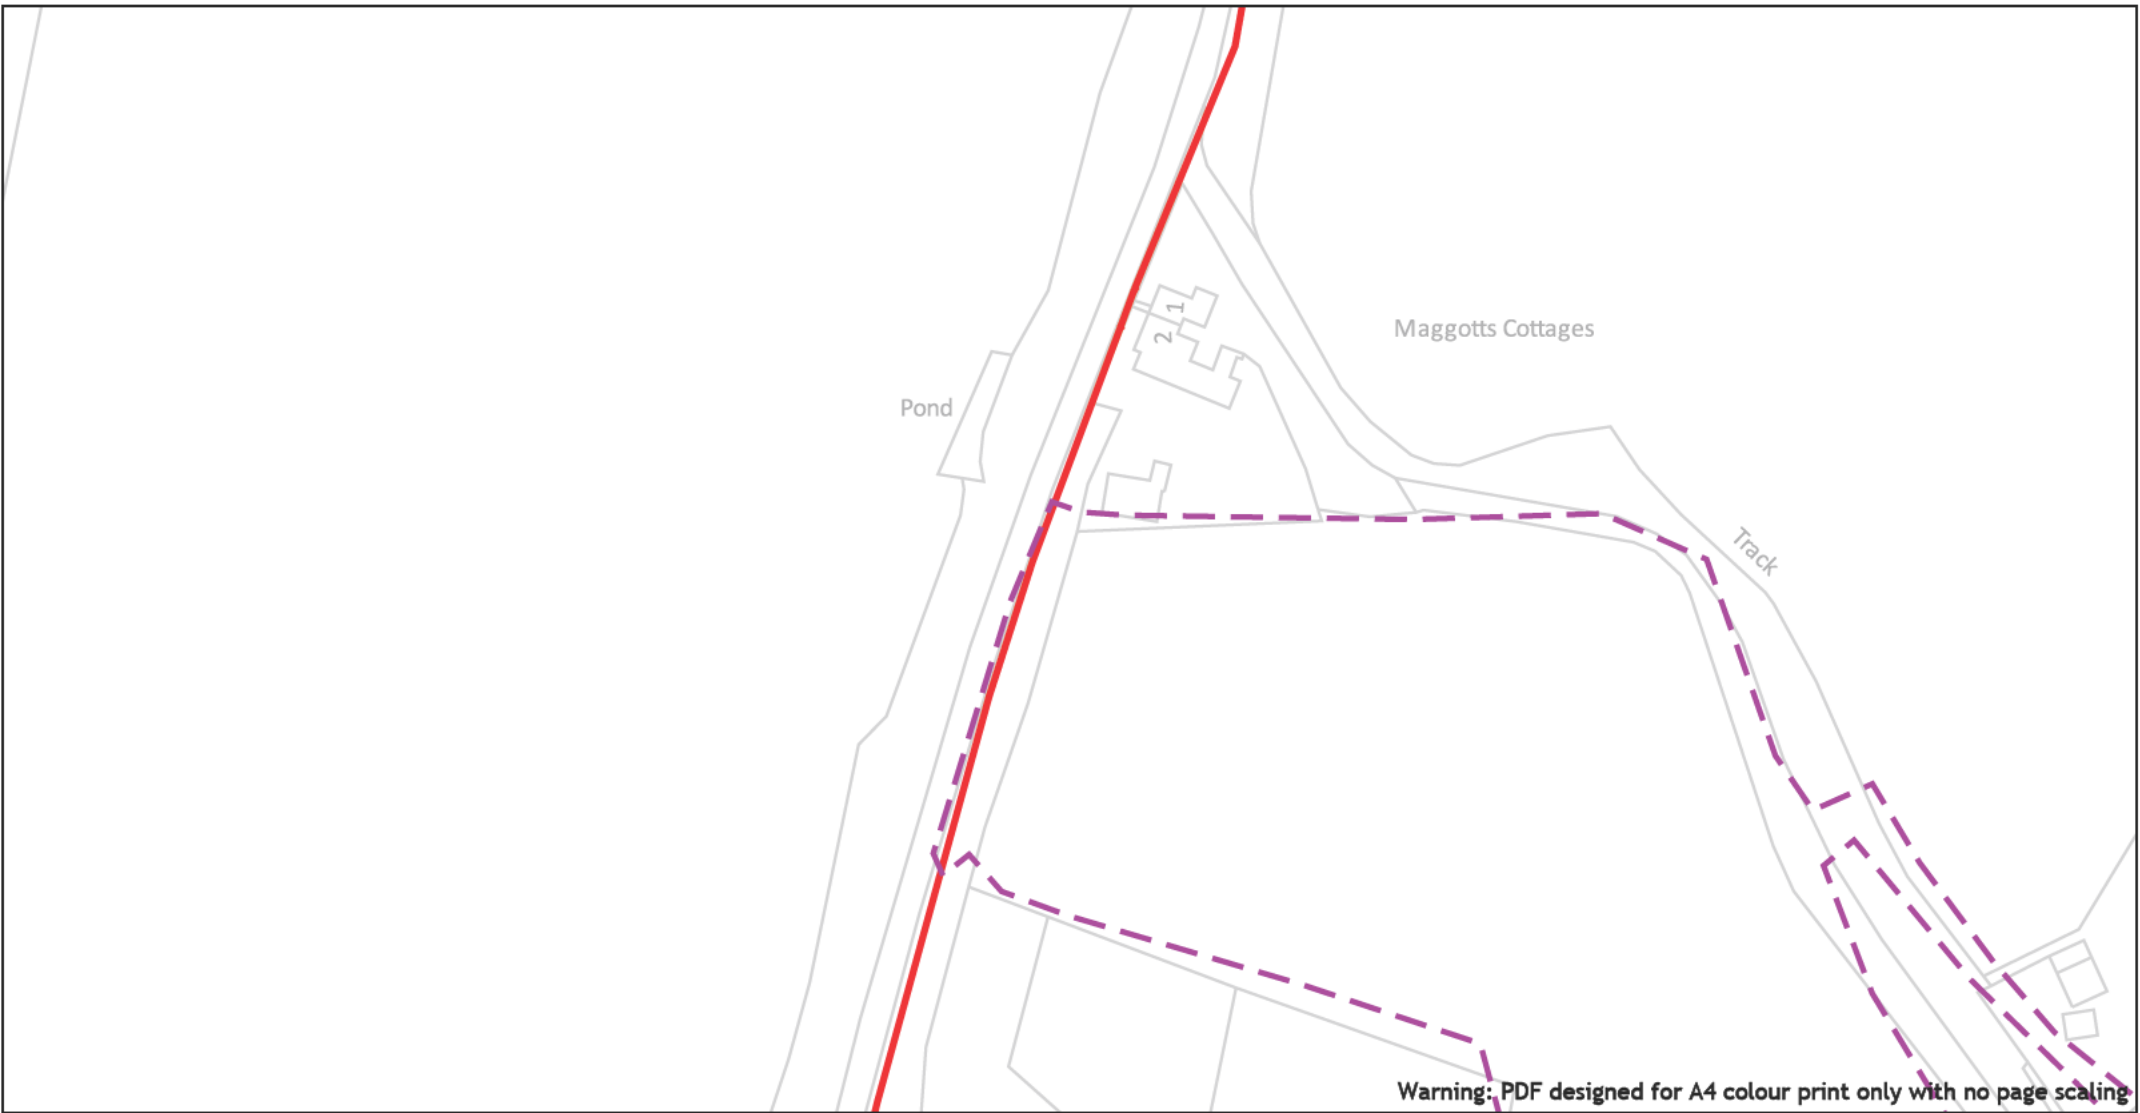 1
2
Maggotts Cottages
Pond
Track
Warning: PDF designed for A4 colour print only with no page scaling